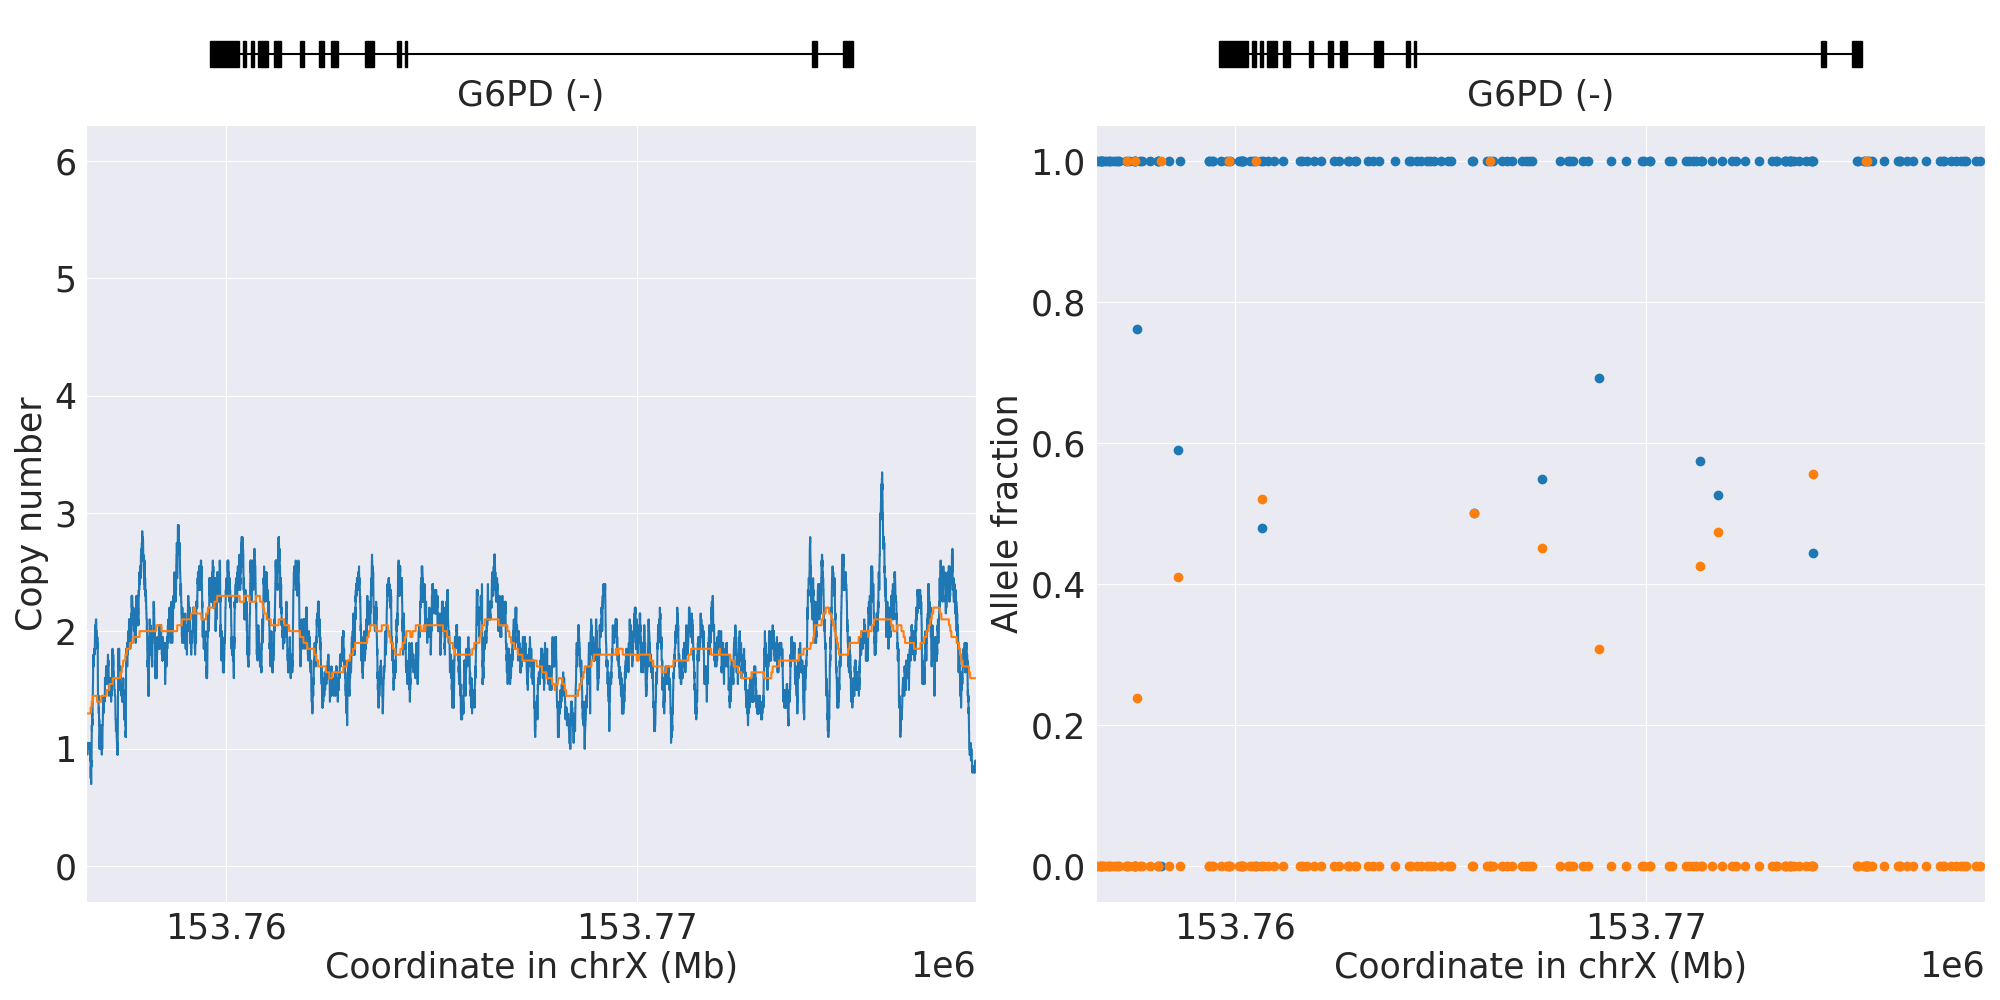 G6PD (-)
6
5
4
3
2
1
0
Copy number
153.76
153.77
Coordinate in chrX (Mb)
1e6
G6PD (-)
1.0
0.8
0.6
0.4
0.2
0.0
Allele fraction
153.76
153.77
Coordinate in chrX (Mb)
1e6